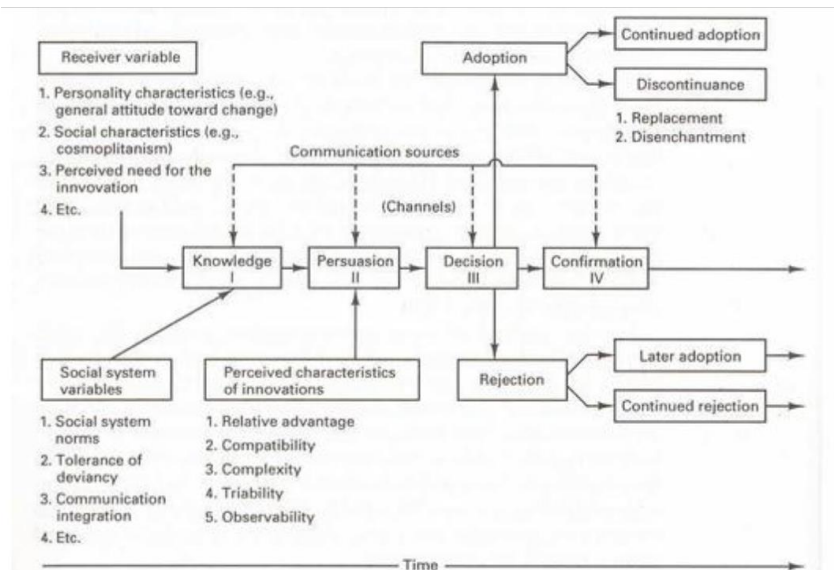 Receiver variable
1. Personality characteristics (e.g.,
general attitude toward change)
2. Social characteristics (e.g.,
cosmoplitanism)
3. Perceived need for the
innvovation
4. Etc.
Adoption
Continued adoption
Discontinuance
1. Replacement
2. Disenchantment
Communication sources
(Channels)
Knowledge
I
Persuasion
II
Decision
III
Confirmation
IV
Social system
variables
1. Social system
norms
2. Tolerance of
deviancy
3. Communication
integration
4. Etc.
Perceived characteristics
of innovations
1. Relative advantage
2. Compatibility
3. Complexity
4. Triability
5. Observability
Rejection
Later adoption
Continued rejection
Time